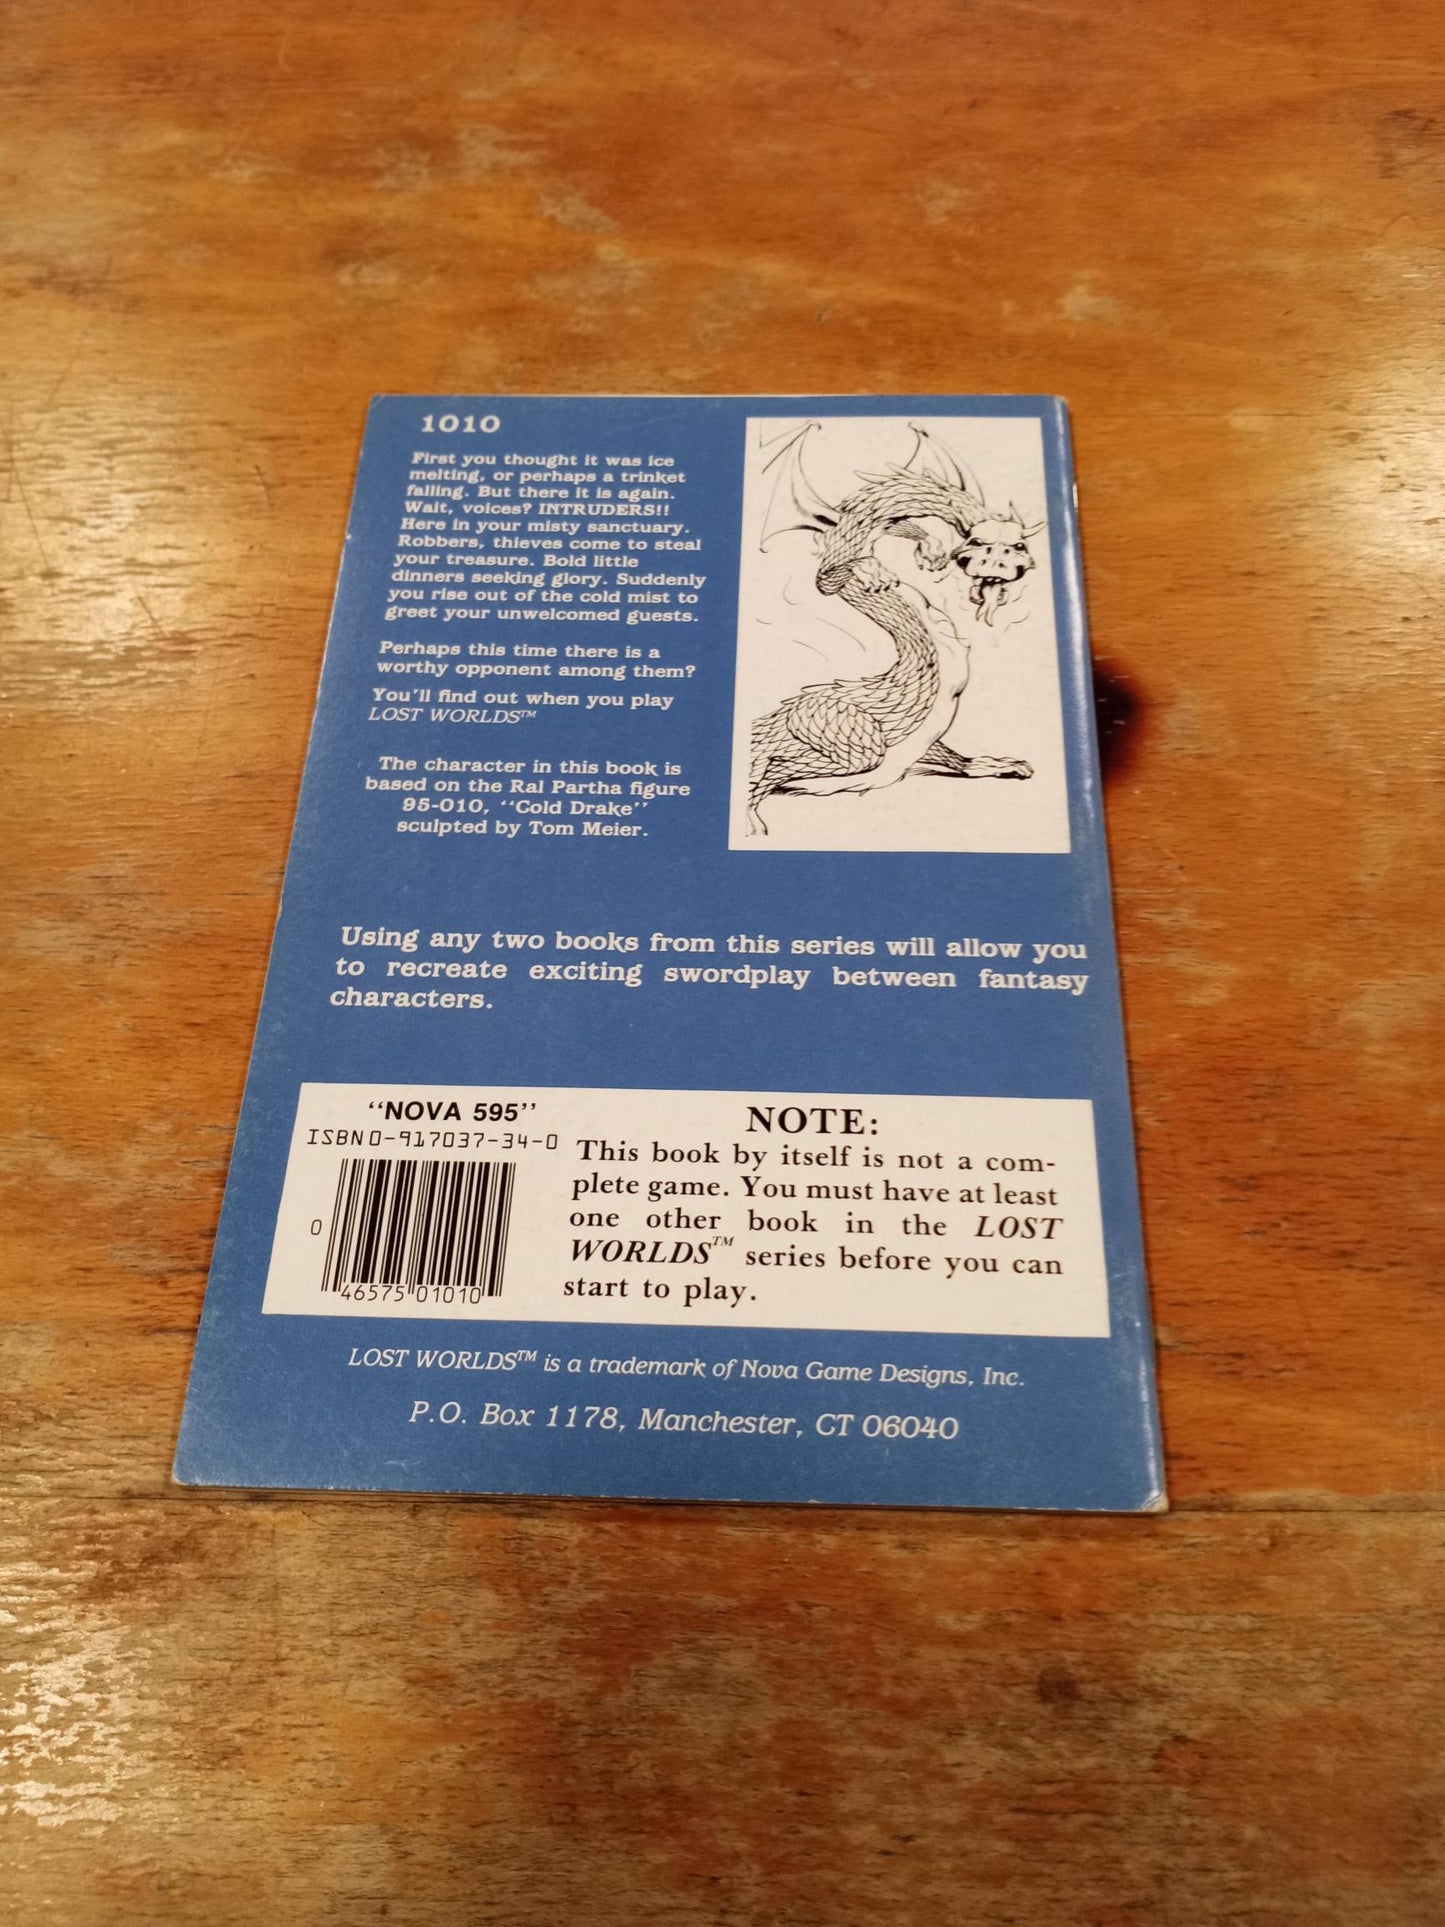 1010
First you thought it was ice
melting, or perhaps a trinket
falling. But there it is again.
Wait, voices? INTRUDERS!!
Here in your misty sanctuary.
Robbers, thieves come to steal
your treasure. Bold little
dinners seeking glory. Suddenly
you rise out of the cold mist to
greet your unwelcomed guests.
Perhaps this time there is a
worthy opponent among them?
You'll find out when you play
LOST WORLDS™
The character in this book is
based on the Ral Partha figure
95-010, "Cold Drake"
sculpted by Tom Meier.
Using any two books from this series will allow you
to recreate exciting swordplay between fantasy
characters.
"NOVA 595"
ISBN 0-917037-34-0
0
46575 01010
NOTE:
This book by itself is not a com-
plete game. You must have at least
one other book in the LOST
WORLDS™ series before you can
start to play.
LOST WORLDS™ is a trademark of Nova Game Designs, Inc.
P.O. Box 1178, Manchester, CT 06040